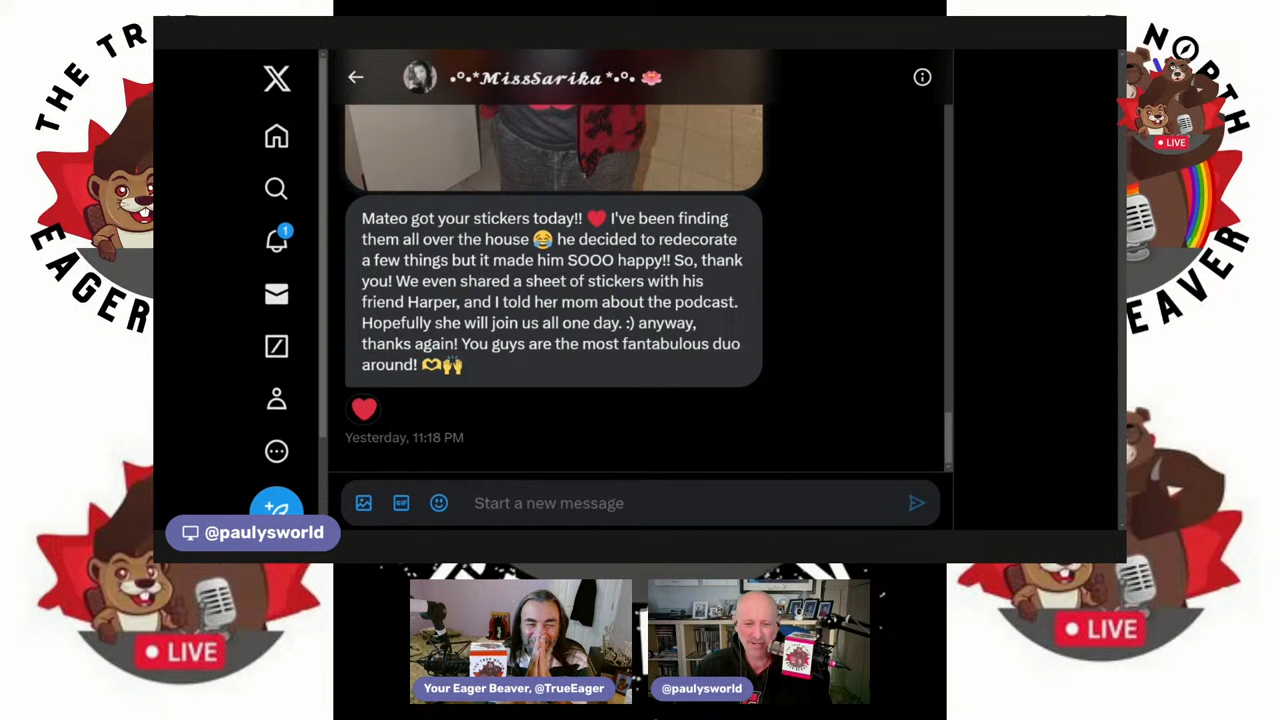 THE TR
EAGER
NORTH
EAVER
LIVE
•°•*MissSarika*•°•
1
Mateo got your stickers today!! ❤️ I've been finding
them all over the house 😂 he decided to redecorate
a few things but it made him SOOO happy!! So, thank
you! We even shared a sheet of stickers with his
friend Harper, and I told her mom about the podcast.
Hopefully she will join us all one day. :) anyway,
thanks again! You guys are the most fantabulous duo
around! 🫶🙌
Yesterday, 11:18 PM
GIF
Start a new message
@paulysworld
LIVE
LIVE
Your Eager Beaver, @TrueEager
@paulysworld